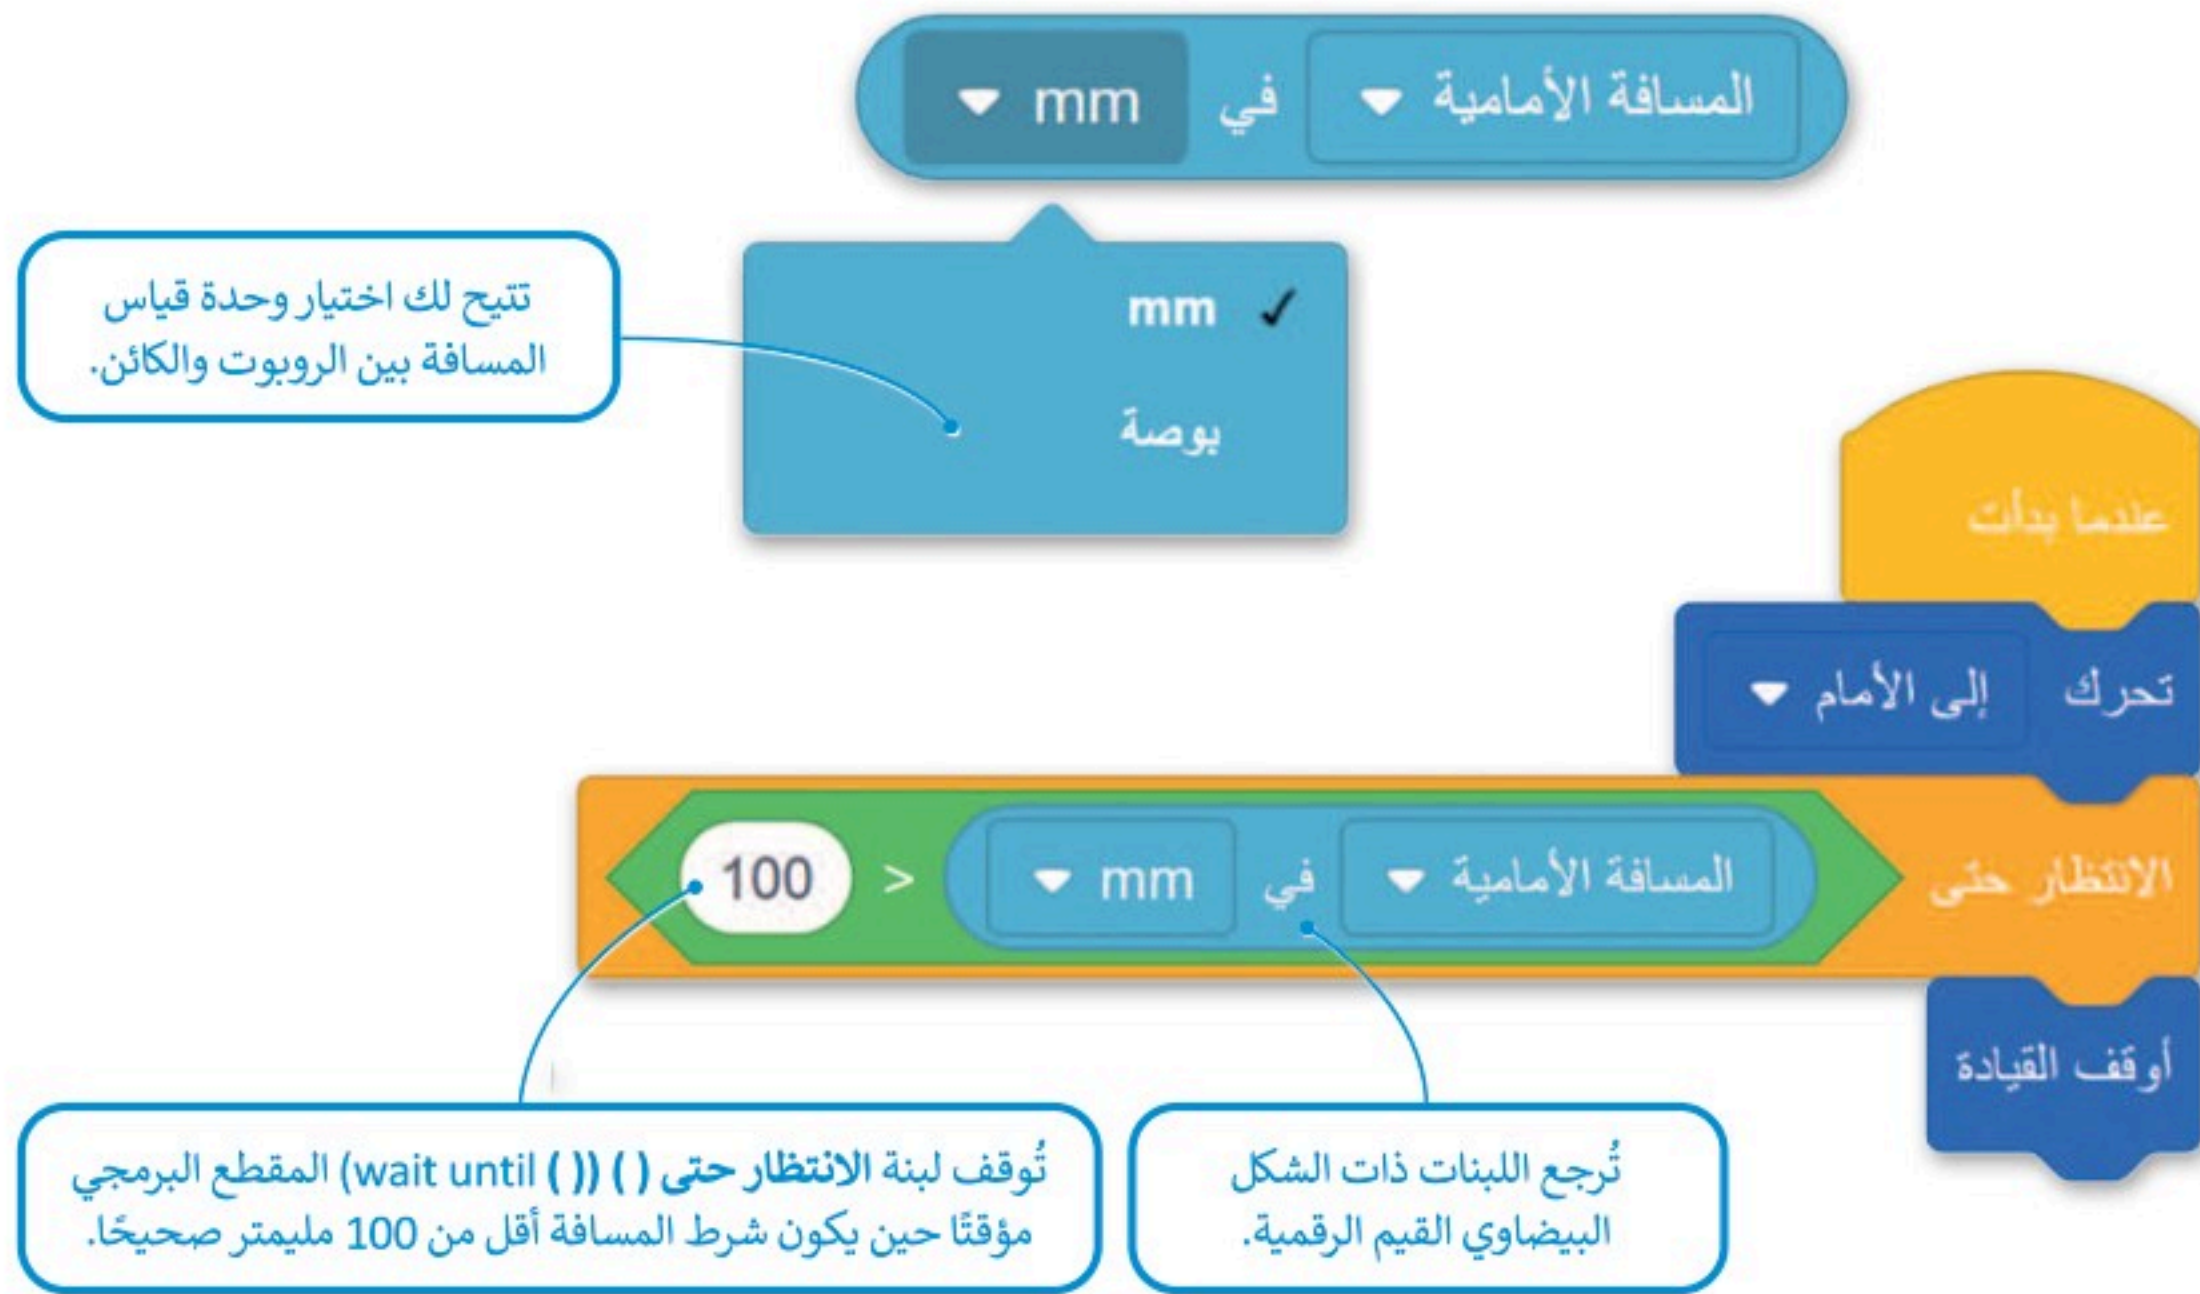 المسافة الأمامية في mm
mm
بوصة
تتيح لك اختيار وحدة قياس
المسافة بين الروبوت والكائن.
عندما بدأت
تحرك إلى الأمام
الانتظار حتى المسافة الأمامية في mm > 100
أوقف القيادة
تُرجع اللبنات ذات الشكل
البيضاوي القيم الرقمية.
تُوقف لبنة الانتظار حتى ( ) (wait until ( )) المقطع البرمجي
مؤقتًا حين يكون شرط المسافة أقل من 100 مليمتر صحيحًا.